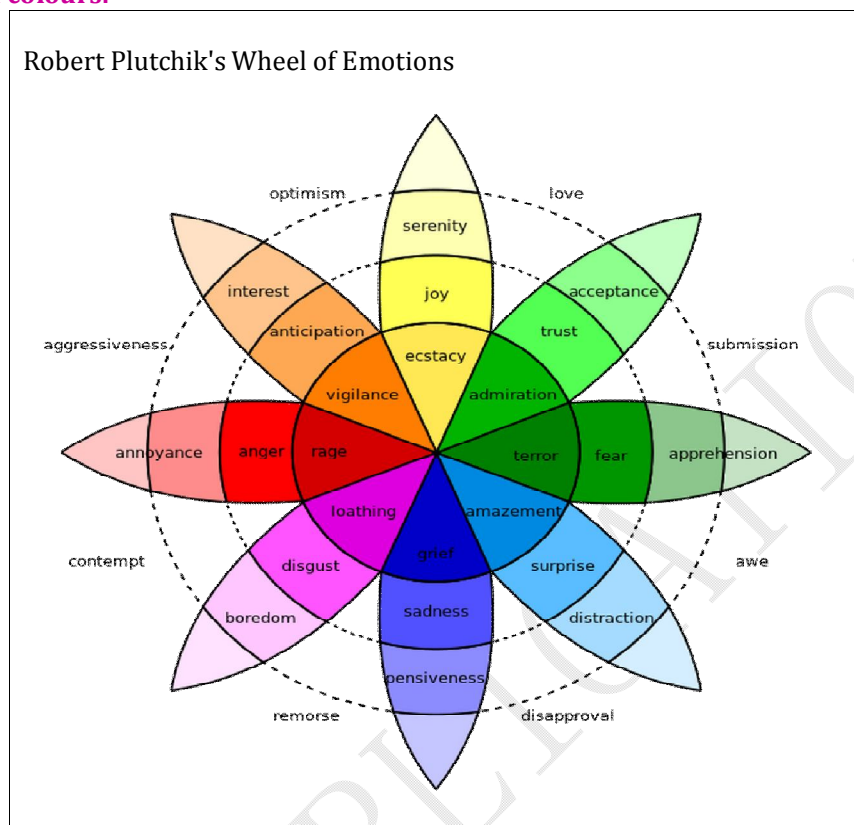 colours.
Robert Plutchik's Wheel of Emotions
optimism
love
serenity
interest
acceptance
joy
anticipation
trust
aggressiveness
submission
ecstacy
vigilance
admiration
annoyance
anger
rage
terror
fear
apprehension
loathing
amazement
grief
contempt
disgust
surprise
awe
sadness
boredom
distraction
pensiveness
remorse
disapproval